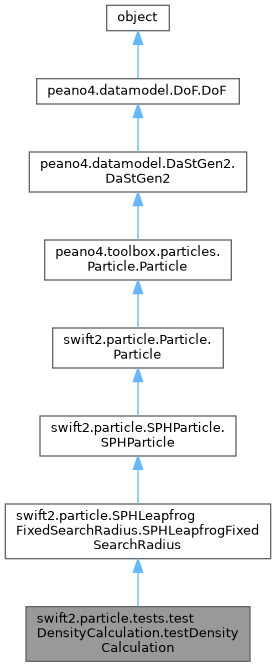 object
peano4.datamodel.DoF.DoF
peano4.datamodel.DaStGen2.
DaStGen2
peano4.toolbox.particles.
Particle.Particle
swift2.particle.Particle.
Particle
swift2.particle.SPHParticle.
SPHParticle
swift2.particle.SPHLeapfrog
FixedSearchRadius.SPHLeapfrogFixed
SearchRadius
swift2.particle.tests.test
DensityCalculation.testDensity
Calculation